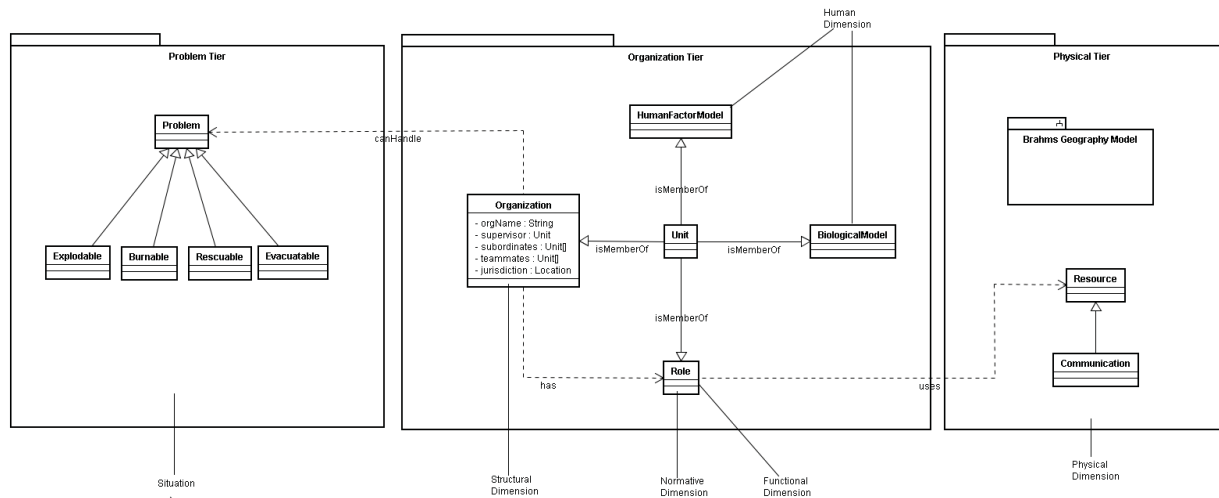 Human
Dimension
Problem Tier
Organization Tier
Physical Tier
Problem
HumanFactorModel
canHandle
Brahms Geography Model
isMemberOf
Organization
- orgName : String
- supervisor : Unit
- subordinates : Unit[]
- teammates : Unit[]
- jurisdiction : Location
isMemberOf
Unit
isMemberOf
BiologicalModel
Explodable
Burnable
Rescuable
Evacuatable
Resource
isMemberOf
Role
Communication
has
uses
Situation
Structural
Dimension
Normative
Dimension
Functional
Dimension
Physical
Dimension